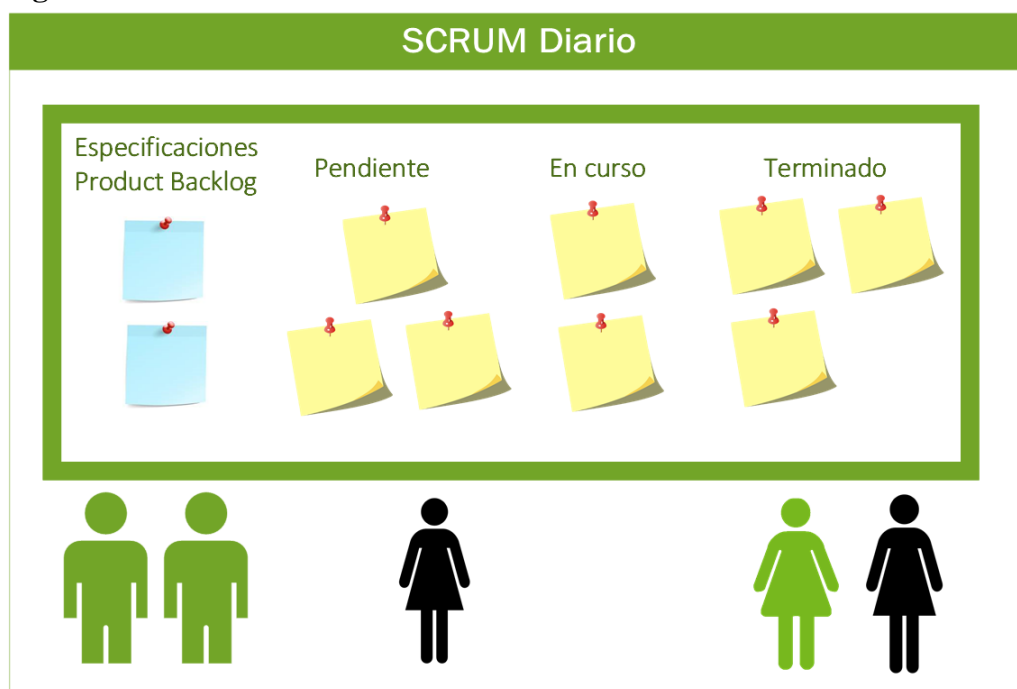 SCRUM Diario
Especificaciones
Product Backlog
Pendiente
En curso
Terminado